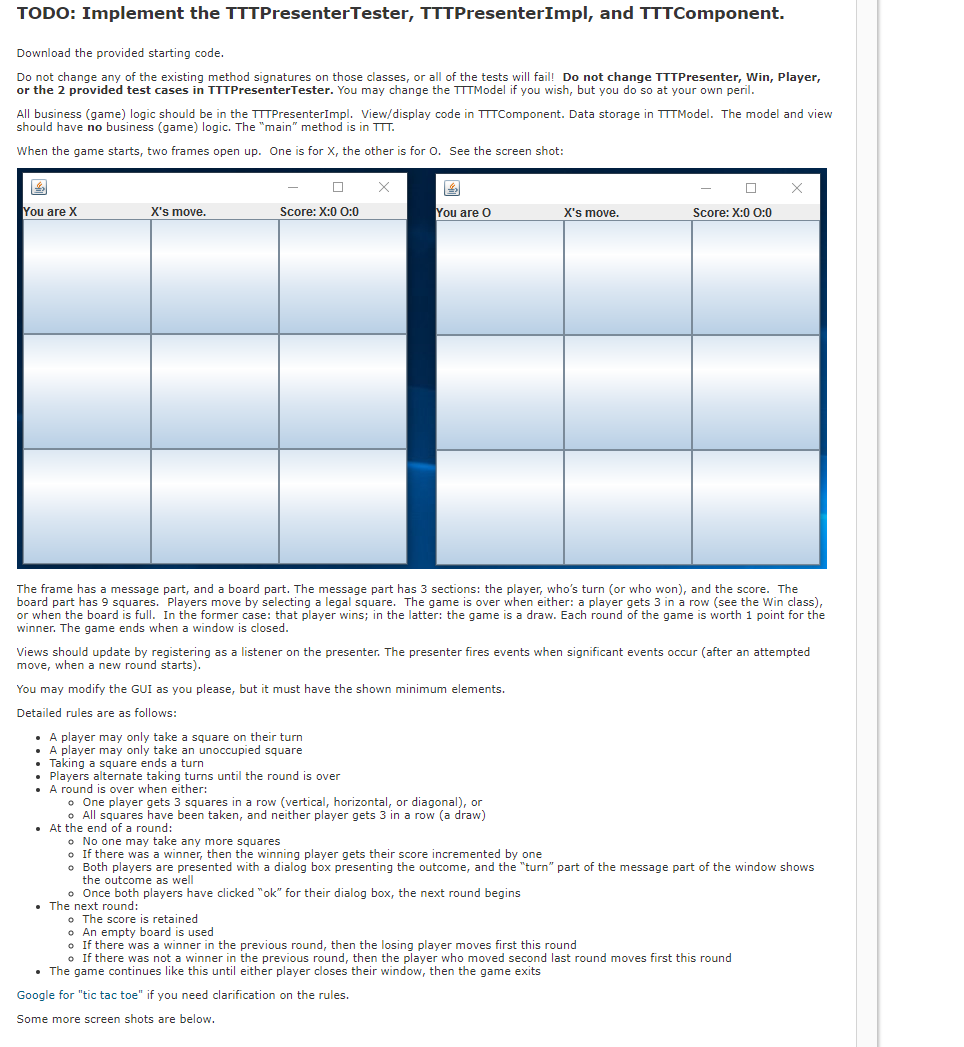 TODO: Implement the TTTPresenterTester, TTTPresenterImpl, and TTTComponent.
Download the provided starting code.
Do not change any of the existing method signatures on those classes, or all of the tests will fail!  Do not change TTTPresenter, Win, Player,
or the 2 provided test cases in TTTPresenterTester. You may change the TTTModel if you wish, but you do so at your own peril.
All business (game) logic should be in the TTTPresenterImpl.  View/display code in TTTComponent. Data storage in TTTModel.  The model and view
should have no business (game) logic. The "main" method is in TTT.
When the game starts, two frames open up.  One is for X, the other is for O.  See the screen shot:
You are X X's move. Score: X:0 O:0
You are O X's move. Score: X:0 O:0
The frame has a message part, and a board part. The message part has 3 sections: the player, who's turn (or who won), and the score.  The
board part has 9 squares.  Players move by selecting a legal square.  The game is over when either: a player gets 3 in a row (see the Win class),
or when the board is full.  In the former case: that player wins; in the latter: the game is a draw. Each round of the game is worth 1 point for the
winner. The game ends when a window is closed.
Views should update by registering as a listener on the presenter. The presenter fires events when significant events occur (after an attempted
move, when a new round starts).
You may modify the GUI as you please, but it must have the shown minimum elements.
Detailed rules are as follows:
• A player may only take a square on their turn
• A player may only take an unoccupied square
• Taking a square ends a turn
• Players alternate taking turns until the round is over
• A round is over when either:
o One player gets 3 squares in a row (vertical, horizontal, or diagonal), or
o All squares have been taken, and neither player gets 3 in a row (a draw)
• At the end of a round:
o No one may take any more squares
o If there was a winner, then the winning player gets their score incremented by one
o Both players are presented with a dialog box presenting the outcome, and the "turn" part of the message part of the window shows
the outcome as well
o Once both players have clicked "ok" for their dialog box, the next round begins
• The next round:
o The score is retained
o An empty board is used
o If there was a winner in the previous round, then the losing player moves first this round
o If there was not a winner in the previous round, then the player who moved second last round moves first this round
• The game continues like this until either player closes their window, then the game exits
Google for "tic tac toe" if you need clarification on the rules.
Some more screen shots are below.